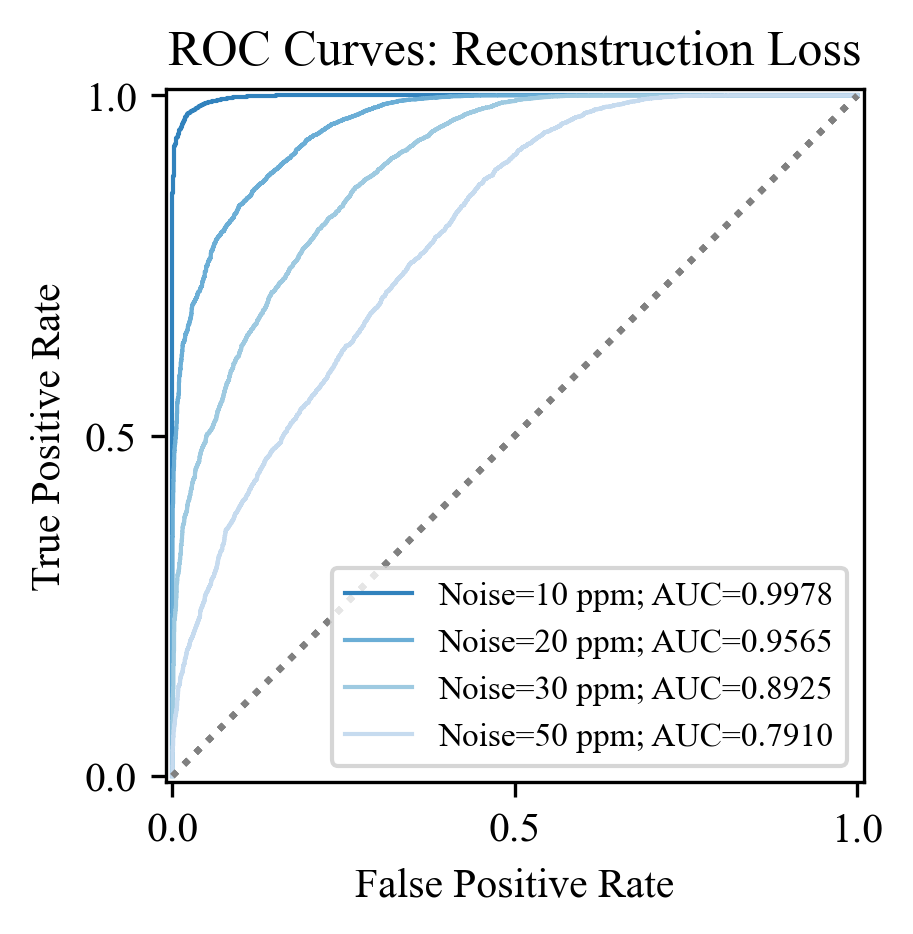 ROC Curves: Reconstruction Loss
1.0
0.5
0.0
True Positive Rate
Noise=10 ppm; AUC=0.9978
Noise=20 ppm; AUC=0.9565
Noise=30 ppm; AUC=0.8925
Noise=50 ppm; AUC=0.7910
0.0 0.5 1.0
False Positive Rate